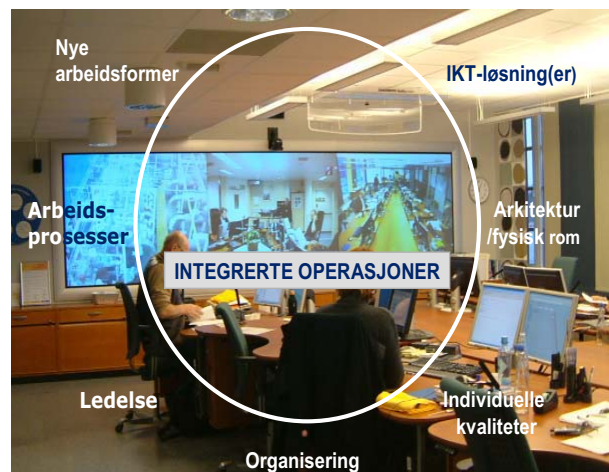 Nye
arbeidsformer
IKT-løsning(er)
Arbeids-
prosesser
Arkitektur
/fysisk rom
INTEGRERTE OPERASJONER
Ledelse
Individuelle
kvaliteter
Organisering